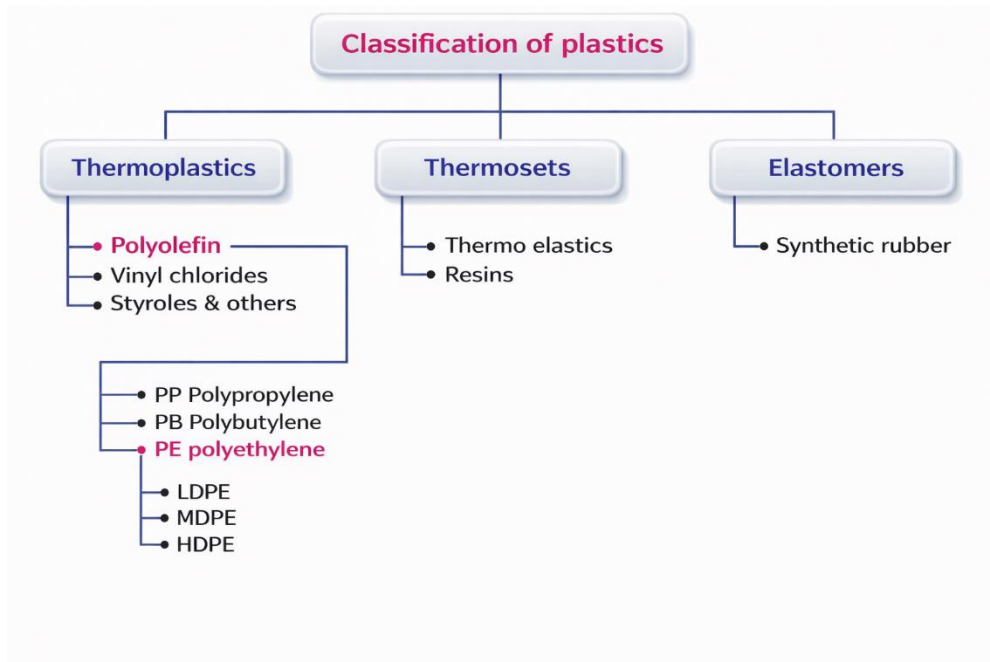 Classification of plastics
Thermoplastics
Polyolefin
Vinyl chlorides
Styroles & others
PP Polypropylene
PB Polybutylene
PE polyethylene
LDPE
MDPE
HDPE
Thermosets
Thermo elastics
Resins
Elastomers
Synthetic rubber